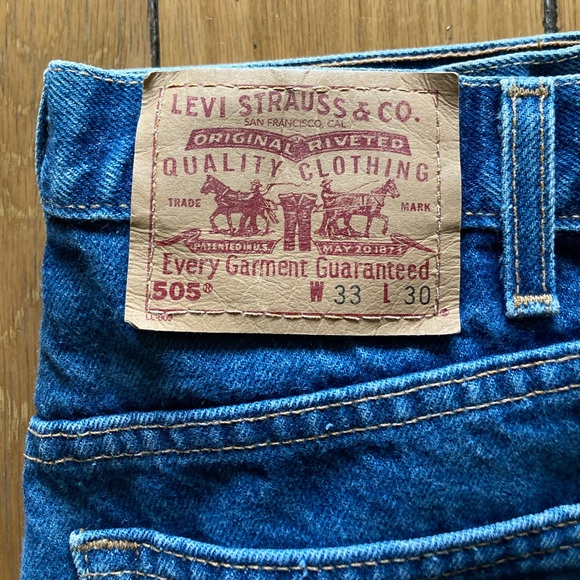 LEVI STRAUSS & CO.
SAN FRANCISCO, CAL
ORIGINAL RIVETED
QUALITY CLOTHING
TRADE MARK
PATENTED IN U.S. MAY 20 1873
Every Garment Guaranteed
505® W 33 L 30
®